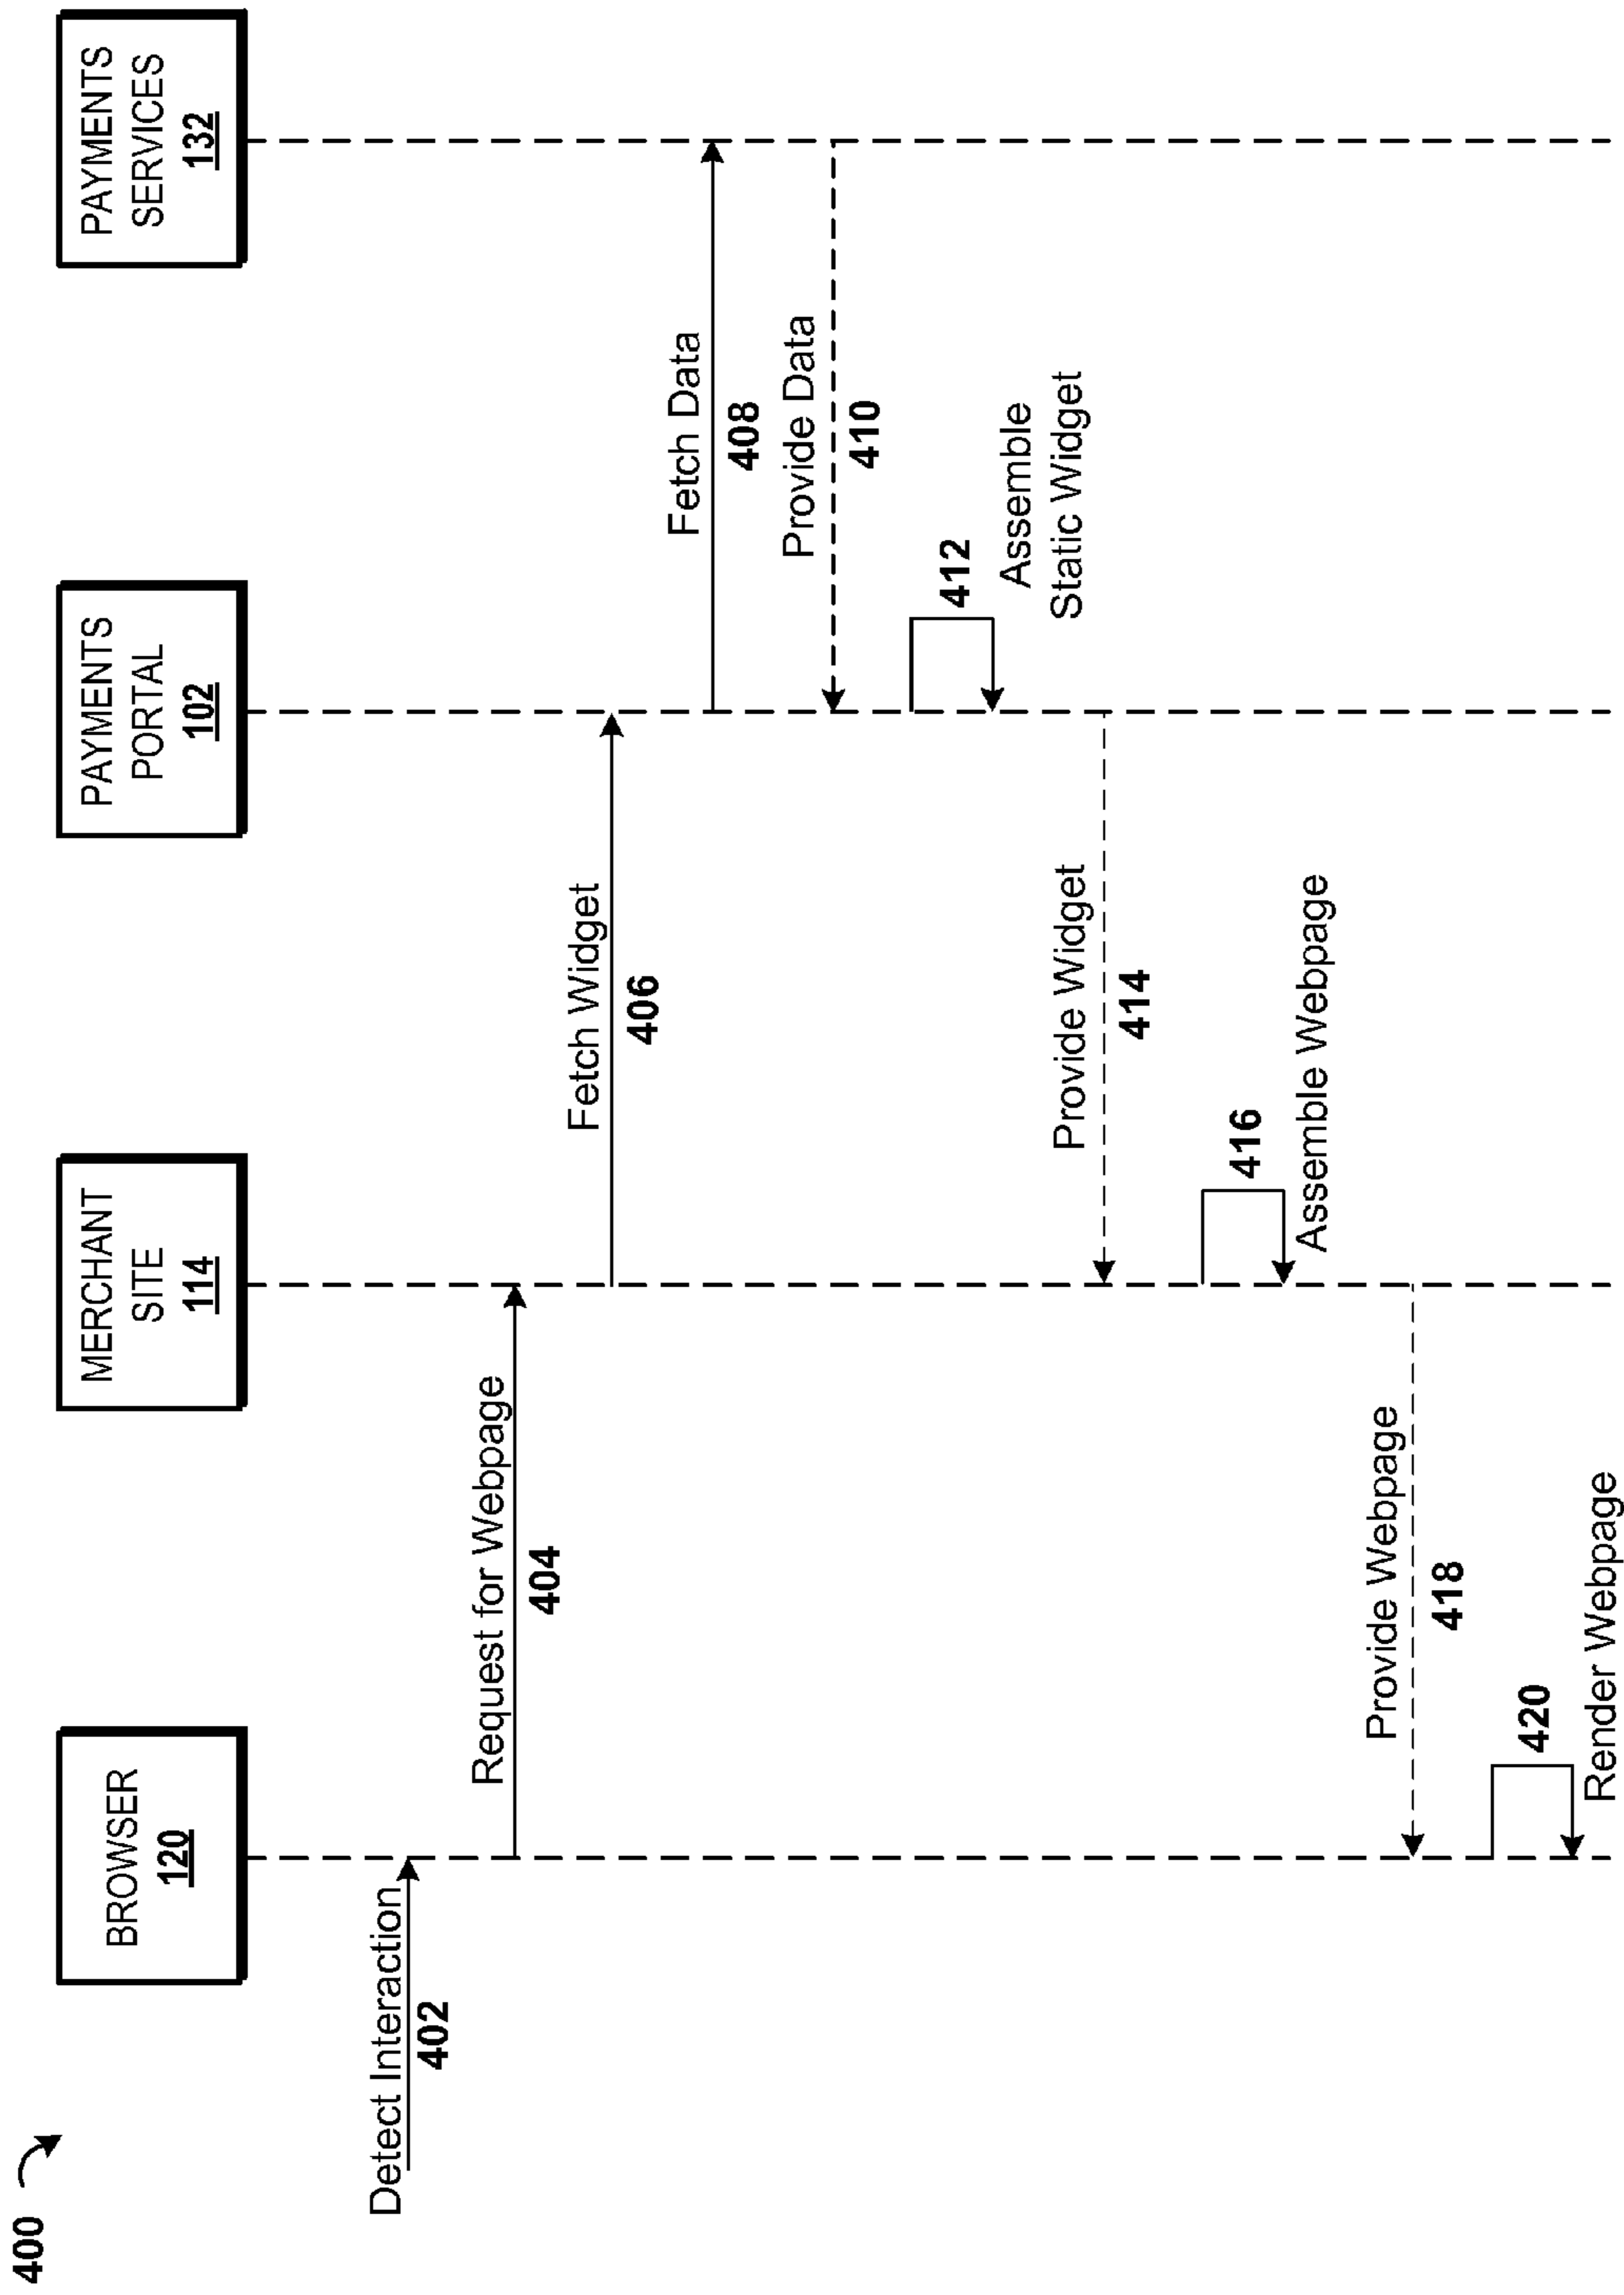 400
BROWSER
120
MERCHANT
SITE
114
PAYMENTS
PORTAL
102
PAYMENTS
SERVICES
132
Detect Interaction
402
Request for Webpage
404
Fetch Widget
406
Fetch Data
408
Provide Data
410
412
Assemble
Static Widget
Provide Widget
414
416
Assemble Webpage
Provide Webpage
418
420
Render Webpage